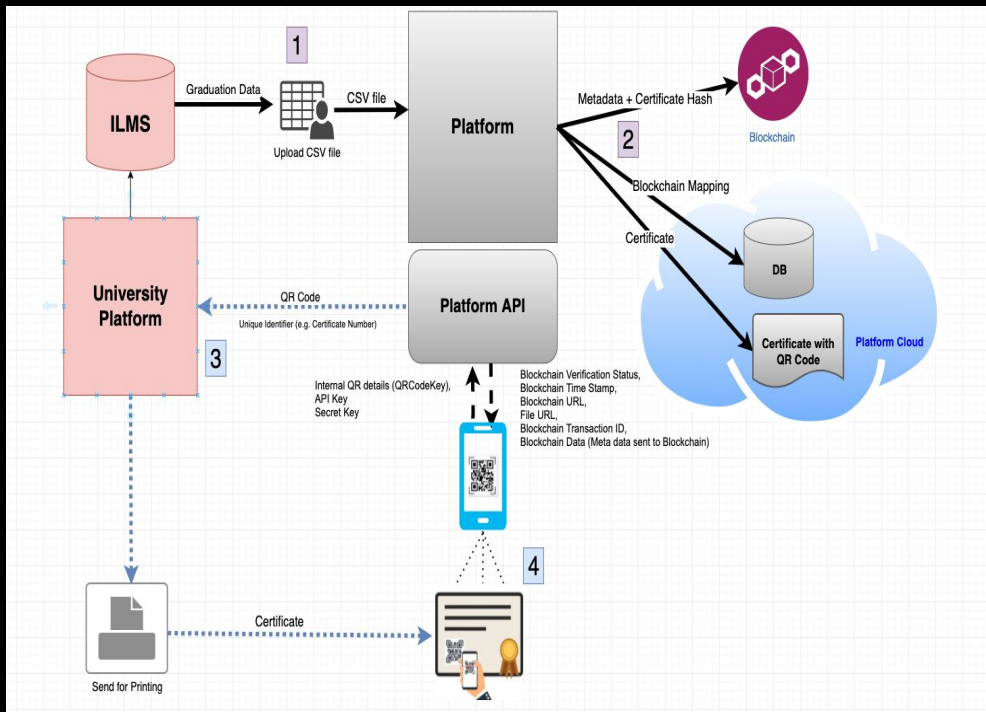 1
Graduation Data
CSV file
ILMS
Upload CSV file
Platform
Metadata + Certificate Hash
2
Blockchain
Blockchain Mapping
Certificate
DB
Certificate with
QR Code
Platform Cloud
University
Platform
QR Code
Unique Identifier (e.g. Certificate Number)
Platform API
3
Internal QR details (QRCodeKey),
API Key
Secret Key
Blockchain Verification Status,
Blockchain Time Stamp,
Blockchain URL,
File URL,
Blockchain Transaction ID,
Blockchain Data (Meta data sent to Blockchain)
4
Certificate
Send for Printing